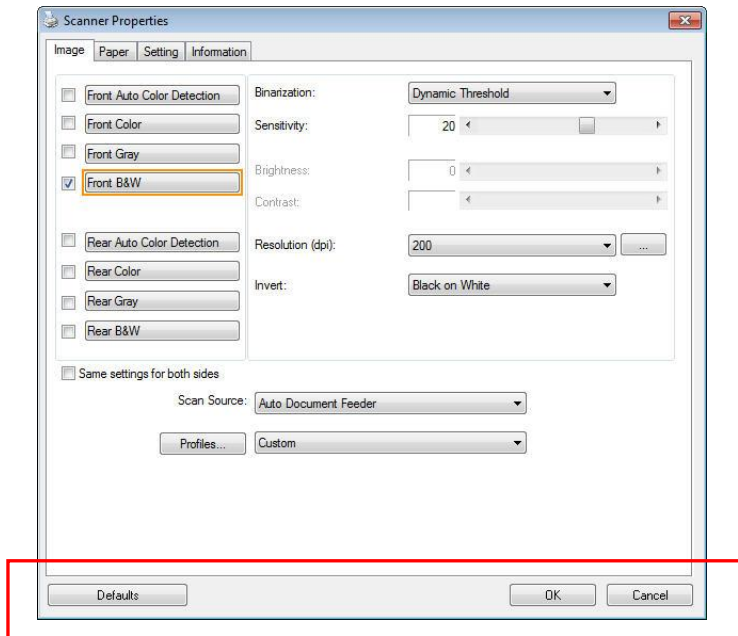 Scanner Properties
Image Paper Setting Information
Front Auto Color Detection
Front Color
Front Gray
Front B&W
Rear Auto Color Detection
Rear Color
Rear Gray
Rear B&W
Binarization: Dynamic Threshold
Sensitivity: 20
Brightness: 0
Contrast:
Resolution (dpi): 200 ...
Invert: Black on White
Same settings for both sides
Scan Source: Auto Document Feeder
Profiles... Custom
Defaults OK Cancel